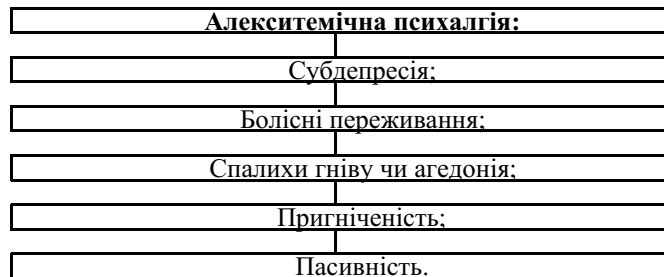 Алекситемічна психалгія:
Субдепресія;
Болісні переживання;
Спалихи гніву чи агедонія;
Пригніченість;
Пасивність.